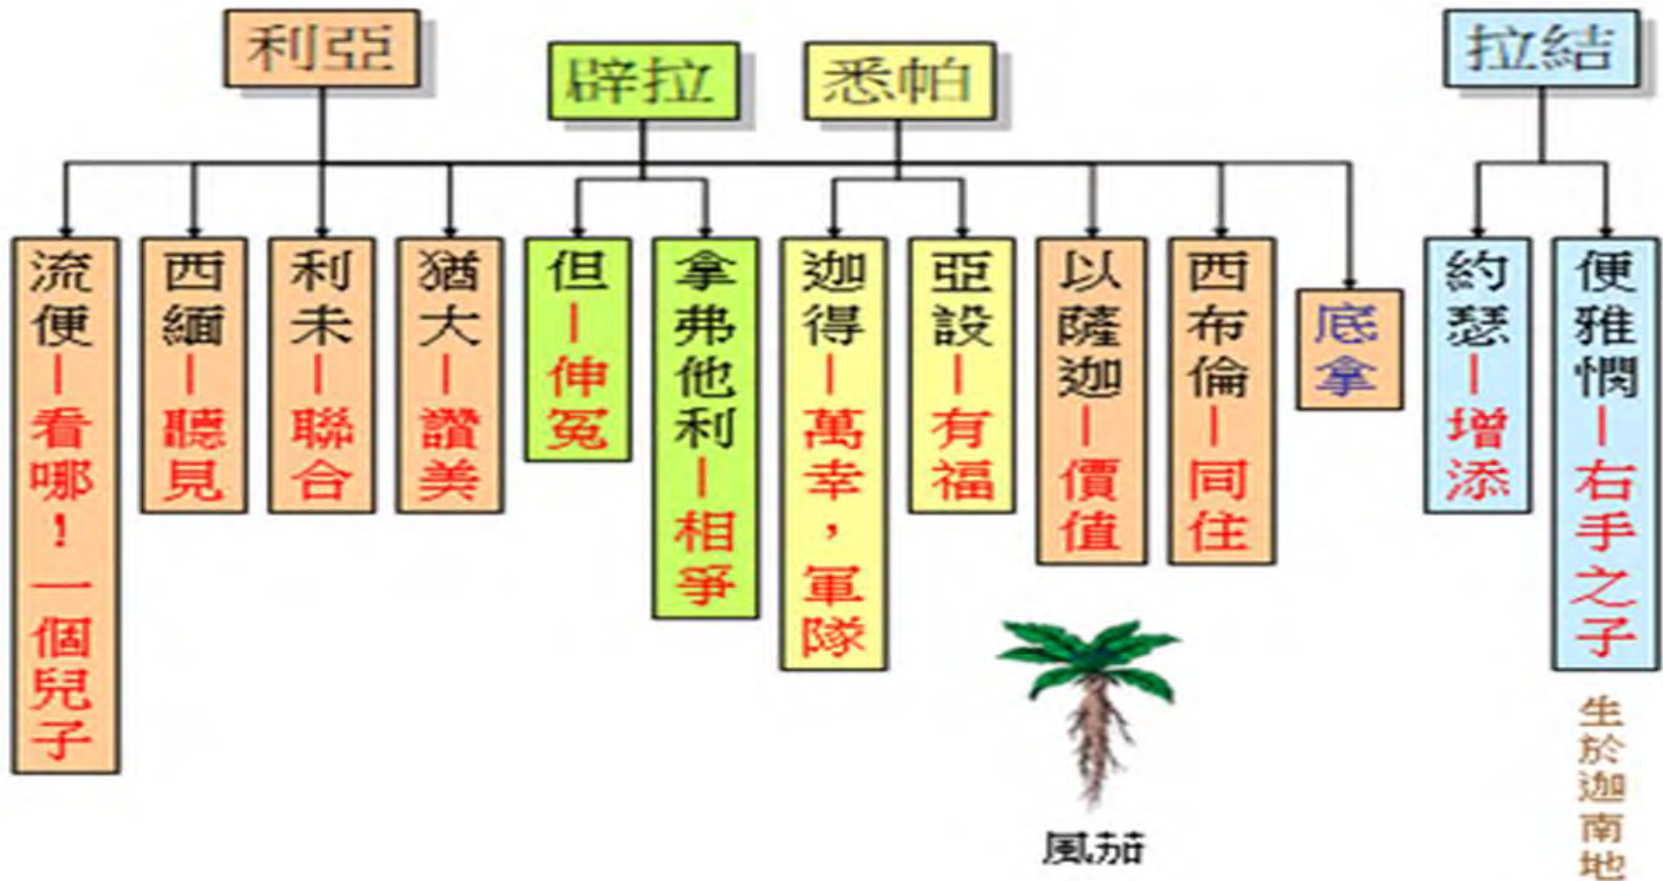 利亞
辟拉
悉帕
拉結
流便－看哪！一個兒子
西緬－聽見
利未－聯合
猶大－讚美
但－伸冤
拿弗他利－相爭
迦得－萬幸，軍隊
亞設－有福
以薩迦－價值
西布倫－同住
底拿
約瑟－增添
便雅憫－右手之子
風茄
生於迦南地